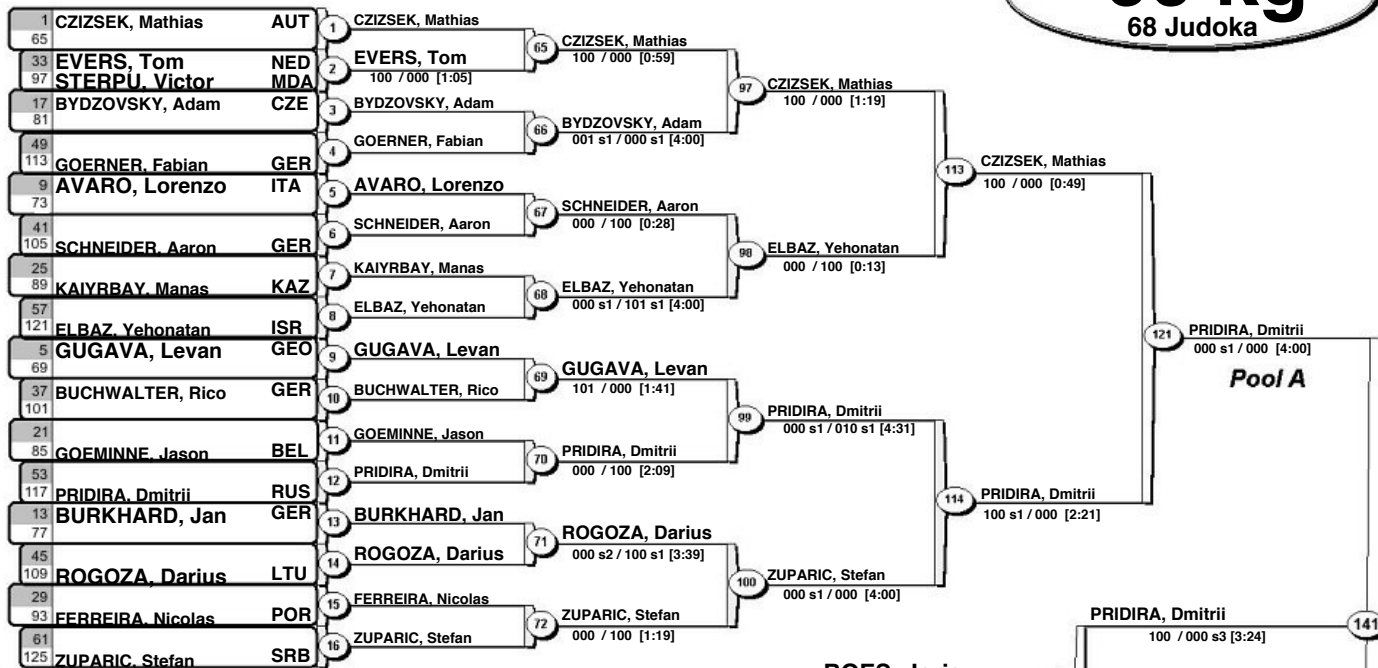 68 Judoka
1 CZIZSEK, Mathias AUT
65
33 EVERS, Tom NED
97 STERPU, Victor MDA
17 BYDZOVSKY, Adam CZE
81
49
113 GOERNER, Fabian GER
9 AVARO, Lorenzo ITA
73
41
105 SCHNEIDER, Aaron GER
25
89 KAIYRBAY, Manas KAZ
57
121 ELBAZ, Yehonatan ISR
5 GUGAVA, Levan GEO
69
37 BUCHWALTER, Rico GER
101
21
85 GOEMINNE, Jason BEL
53
117 PRIDIRA, Dmitrii RUS
13 BURKHARD, Jan GER
77
45
109 ROGOZA, Darius LTU
29
93 FERREIRA, Nicolas POR
61
125 ZUPARIC, Stefan SRB
1 CZIZSEK, Mathias
2 EVERS, Tom
100 / 000 [1:05]
3 BYDZOVSKY, Adam
4 GOERNER, Fabian
5 AVARO, Lorenzo
6 SCHNEIDER, Aaron
7 KAIYRBAY, Manas
8 ELBAZ, Yehonatan
9 GUGAVA, Levan
10 BUCHWALTER, Rico
11 GOEMINNE, Jason
12 PRIDIRA, Dmitrii
13 BURKHARD, Jan
14 ROGOZA, Darius
15 FERREIRA, Nicolas
16 ZUPARIC, Stefan
65 CZIZSEK, Mathias
100 / 000 [0:59]
66 BYDZOVSKY, Adam
001 s1 / 000 s1 [4:00]
67 SCHNEIDER, Aaron
000 / 100 [0:28]
68 ELBAZ, Yehonatan
000 s1 / 101 s1 [4:00]
69 GUGAVA, Levan
101 / 000 [1:41]
70 PRIDIRA, Dmitrii
000 / 100 [2:09]
71 ROGOZA, Darius
000 s2 / 100 s1 [3:39]
72 ZUPARIC, Stefan
000 / 100 [1:19]
97 CZIZSEK, Mathias
100 / 000 [1:19]
98 ELBAZ, Yehonatan
000 / 100 [0:13]
99 PRIDIRA, Dmitrii
000 s1 / 010 s1 [4:31]
100 ZUPARIC, Stefan
000 s1 / 000 [4:00]
113 CZIZSEK, Mathias
100 / 000 [0:49]
114 PRIDIRA, Dmitrii
100 s1 / 000 [2:21]
121 PRIDIRA, Dmitrii
000 s1 / 000 [4:00]
Pool A
PRIDIRA, Dmitrii 141
100 / 000 s3 [3:24]